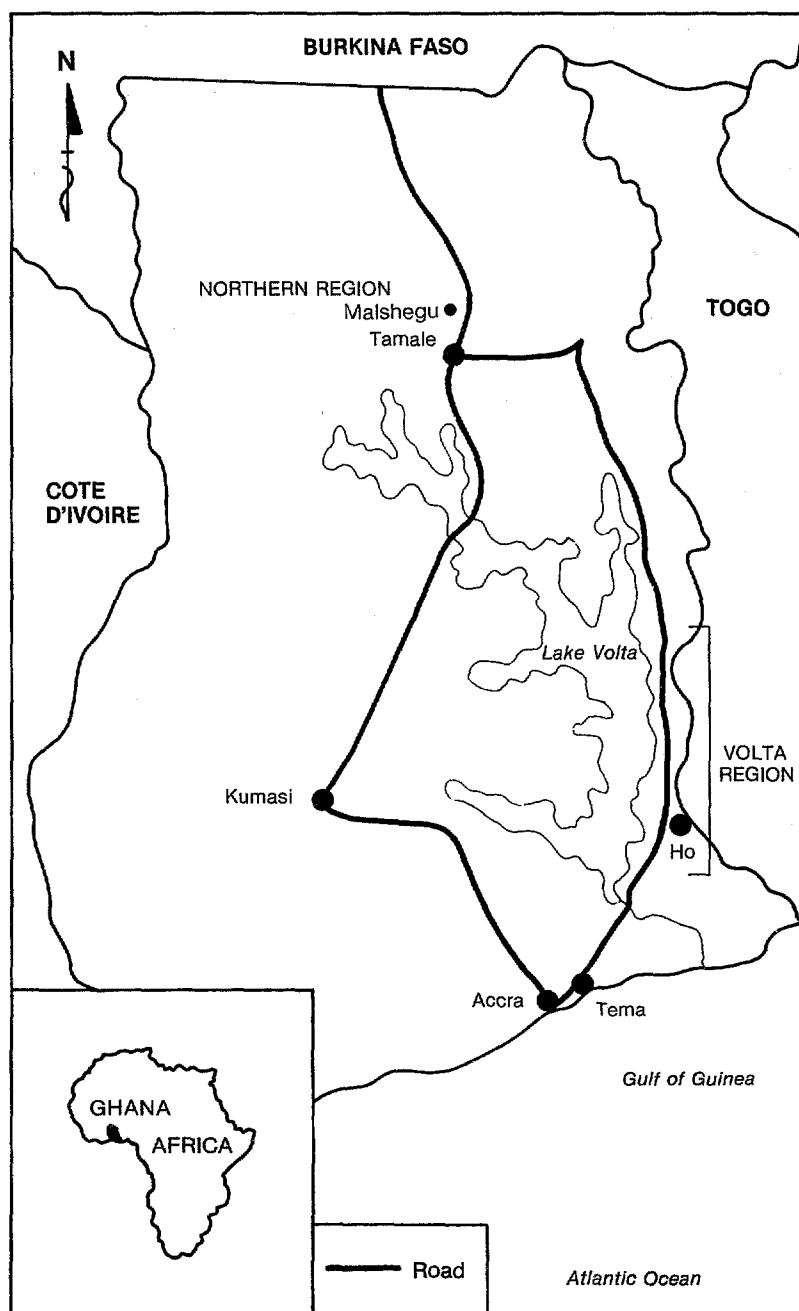 BURKINA FASO
N
NORTHERN REGION
Malshegu
Tamale
TOGO
COTE
D'IVOIRE
Lake Volta
VOLTA
REGION
Kumasi
Ho
Accra
Tema
Gulf of Guinea
GHANA
AFRICA
Road
Atlantic Ocean